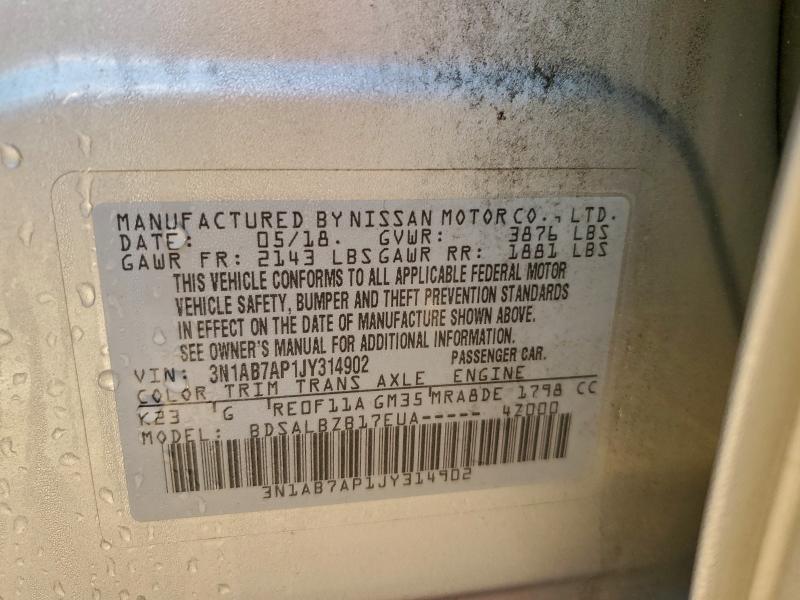 MANUFACTURED BY NISSAN MOTOR CO., LTD.
DATE: 05/18. GVWR: 3876 LBS
GAWR FR: 2143 LBS GAWR RR: 1881 LBS
THIS VEHICLE CONFORMS TO ALL APPLICABLE FEDERAL MOTOR
VEHICLE SAFETY, BUMPER AND THEFT PREVENTION STANDARDS
IN EFFECT ON THE DATE OF MANUFACTURE SHOWN ABOVE.
SEE OWNER'S MANUAL FOR ADDITIONAL INFORMATION.
VIN: 3N1AB7AP1JY314902 PASSENGER CAR.
COLOR TRIM TRANS AXLE ENGINE
K23 G RE0F11A GM35 MRA8DE 1798 CC
MODEL: BDSALBZB17EUA----- 4Z000
3N1AB7AP1JY314902